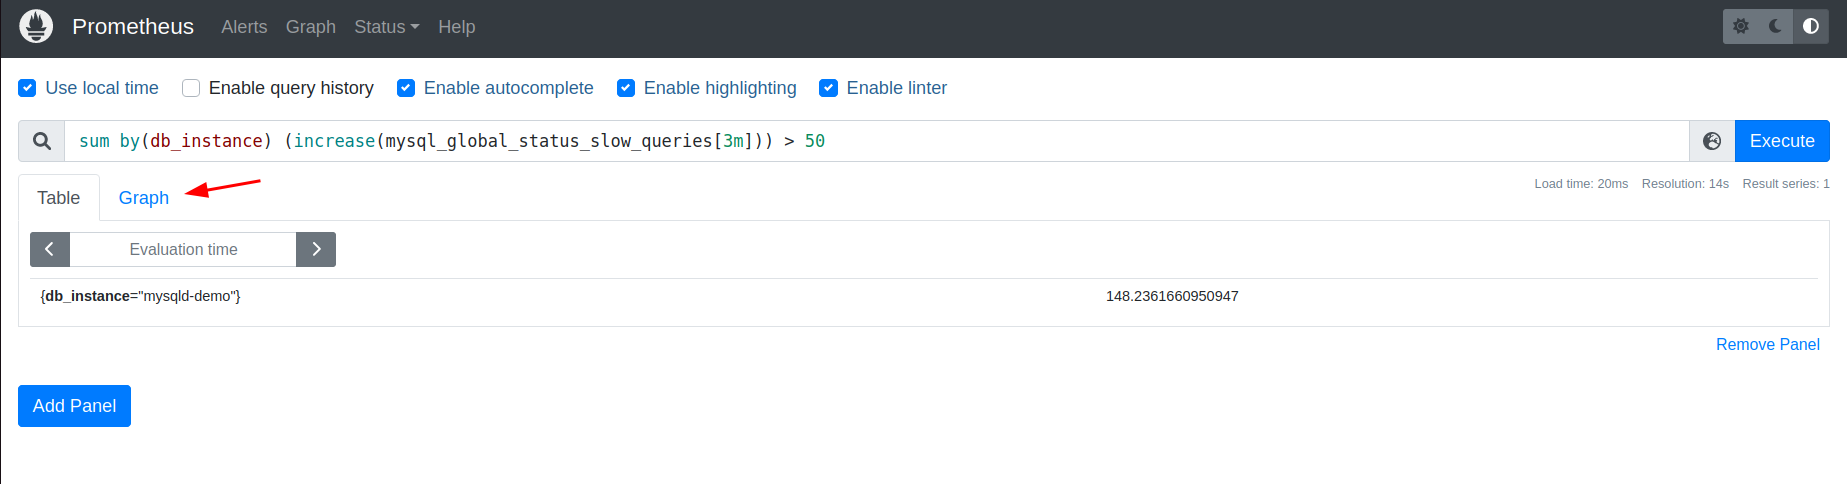 Prometheus Alerts Graph Status Help
Use local time Enable query history Enable autocomplete Enable highlighting Enable linter
sum by(db_instance) (increase(mysql_global_status_slow_queries[3m])) > 50 Execute
Table Graph Load time: 20ms Resolution: 14s Result series: 1
Evaluation time
{db_instance="mysqld-demo"} 148.2361660950947
Remove Panel
Add Panel